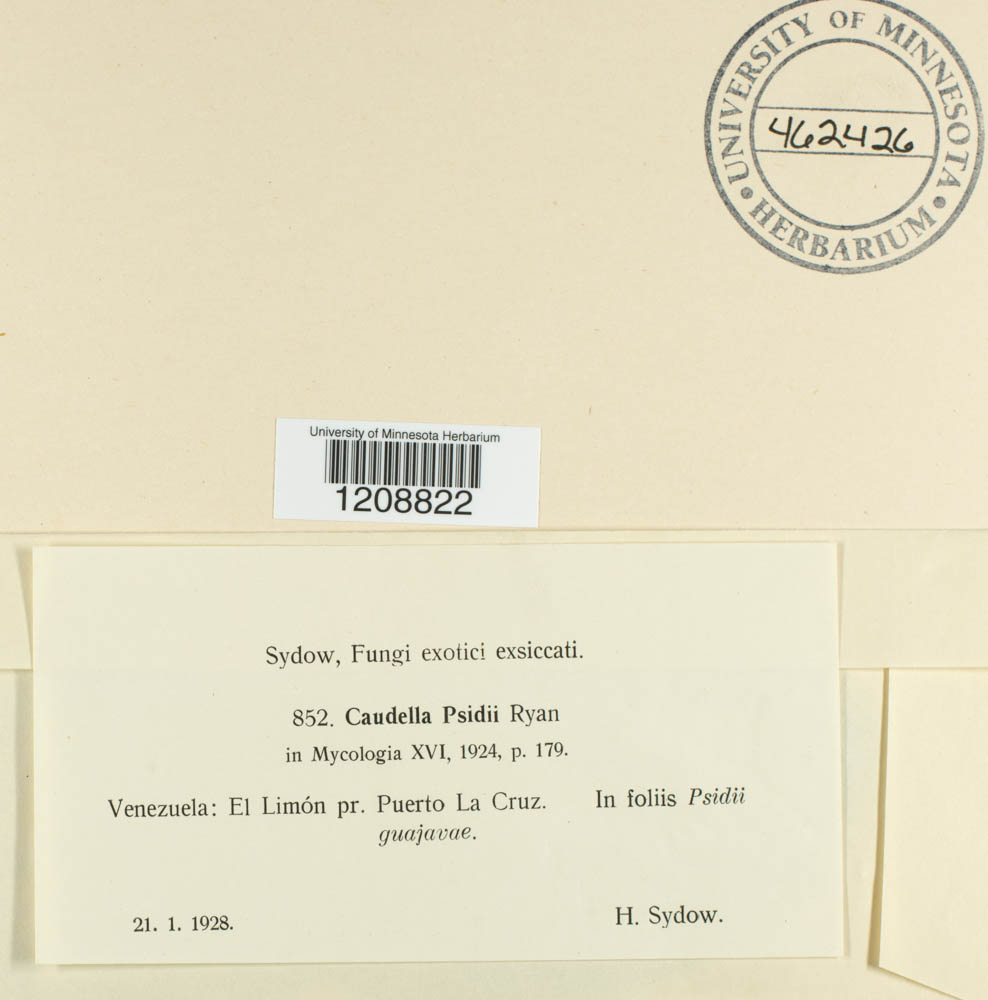 UNIVERSITY OF MINNESOTA
462426
• HERBARIUM •
University of Minnesota Herbarium
1208822
Sydow, Fungi exotici exsiccati.
852. Caudella Psidii Ryan
in Mycologia XVI, 1924, p. 179.
Venezuela: El Limón pr. Puerto La Cruz. In foliis Psidii
guajavae.
21. 1. 1928. H. Sydow.